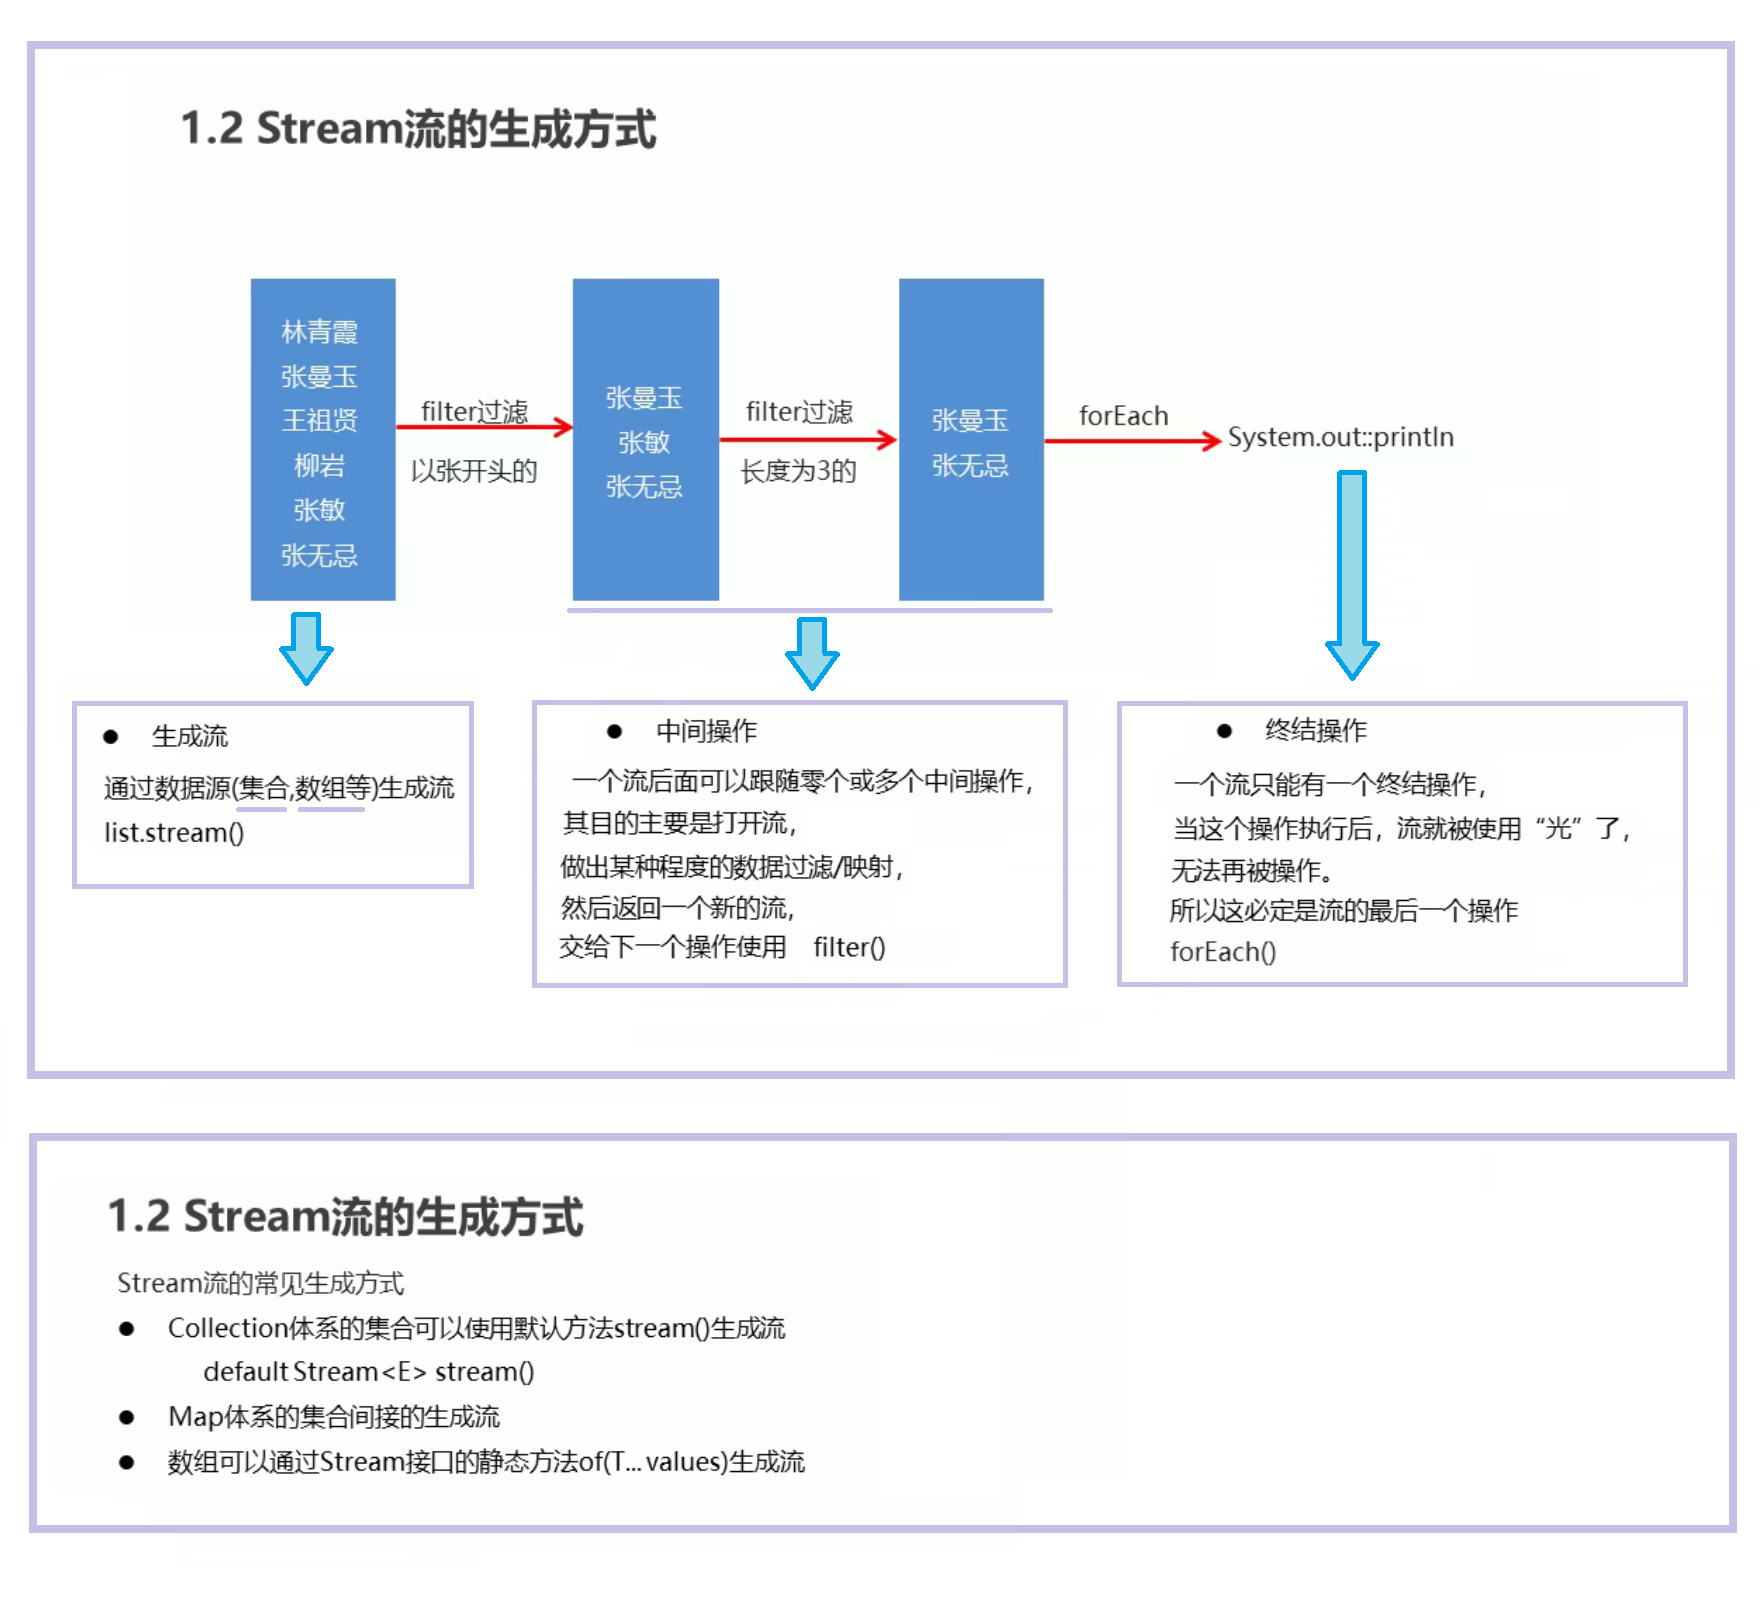 1.2 Stream流的生成方式
林青霞
张曼玉
王祖贤
柳岩
张敏
张无忌
filter过滤
以张开头的
张曼玉
张敏
张无忌
filter过滤
长度为3的
张曼玉
张无忌
forEach
System.out::println
● 生成流
通过数据源(集合,数组等)生成流
list.stream()
● 中间操作
一个流后面可以跟随零个或多个中间操作，
其目的主要是打开流，
做出某种程度的数据过滤/映射，
然后返回一个新的流，
交给下一个操作使用 filter()
● 终结操作
一个流只能有一个终结操作，
当这个操作执行后，流就被使用“光”了，
无法再被操作。
所以这必定是流的最后一个操作
forEach()
1.2 Stream流的生成方式
Stream流的常见生成方式
● Collection体系的集合可以使用默认方法stream()生成流
default Stream<E> stream()
● Map体系的集合间接的生成流
● 数组可以通过Stream接口的静态方法of(T... values)生成流